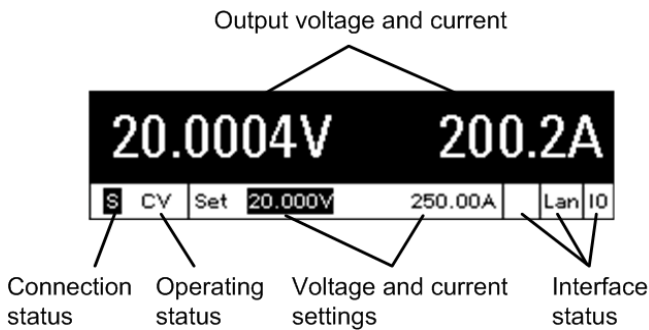 Output voltage and current
20.0004V 200.2A
S CV Set 20.000V 250.00A Lan IO
Connection status
Operating status
Voltage and current settings
Interface status